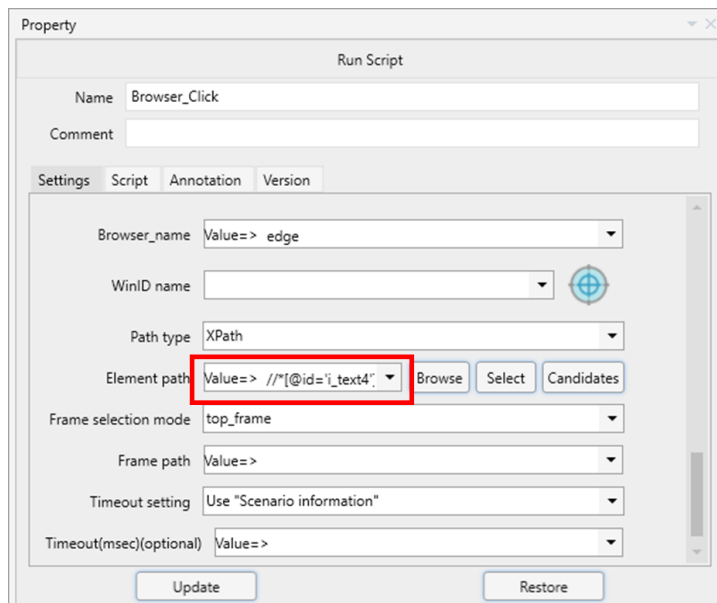 Property
Run Script
Name Browser_Click
Comment
Settings Script Annotation Version
Browser_name Value=> edge
WinID name
Path type XPath
Element path Value=> //*[@id='i_text4'] Browse Select Candidates
Frame selection mode top_frame
Frame path Value=>
Timeout setting Use "Scenario information"
Timeout(msec)(optional) Value=>
Update Restore